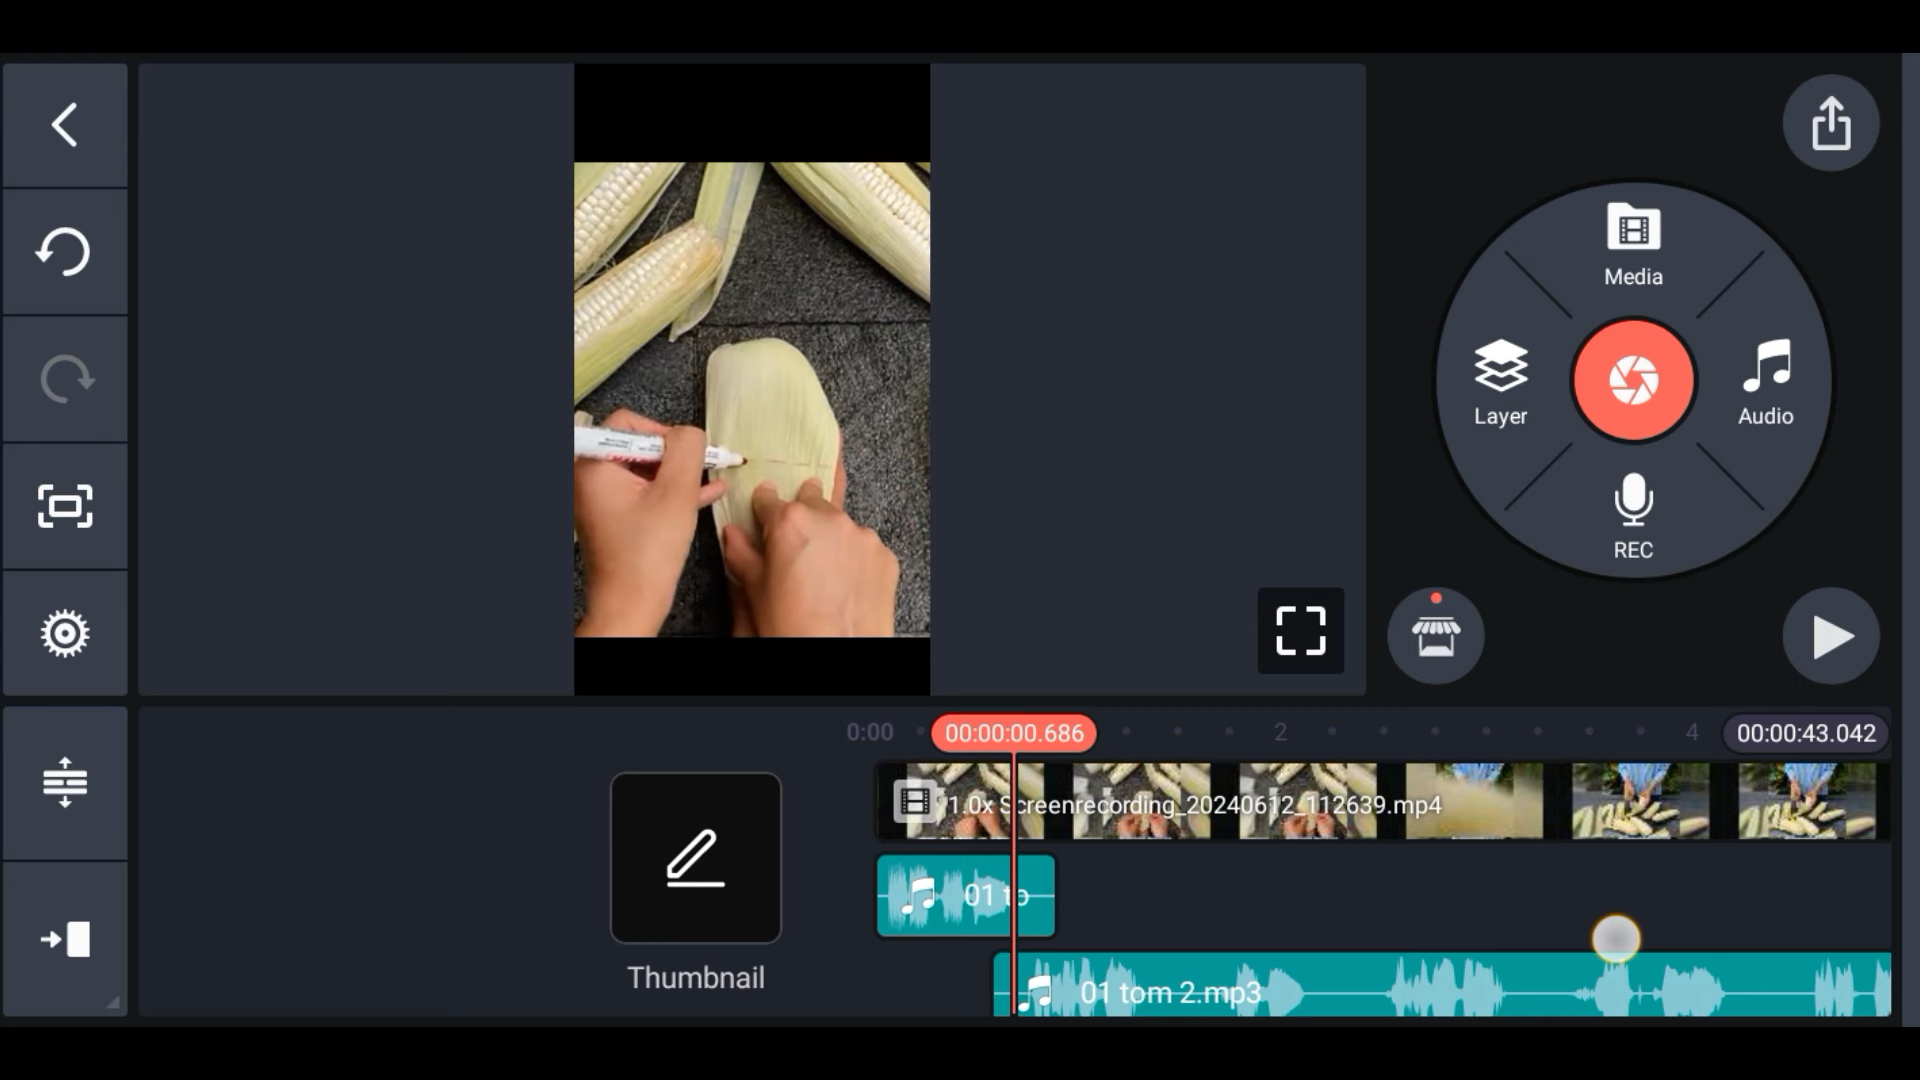 Media
Layer
Audio
REC
0:00
00:00:00.686
2
4
00:00:43.042
1.0x Screenrecording_20240612_112639.mp4
01 to
Thumbnail
01 tom 2.mp3